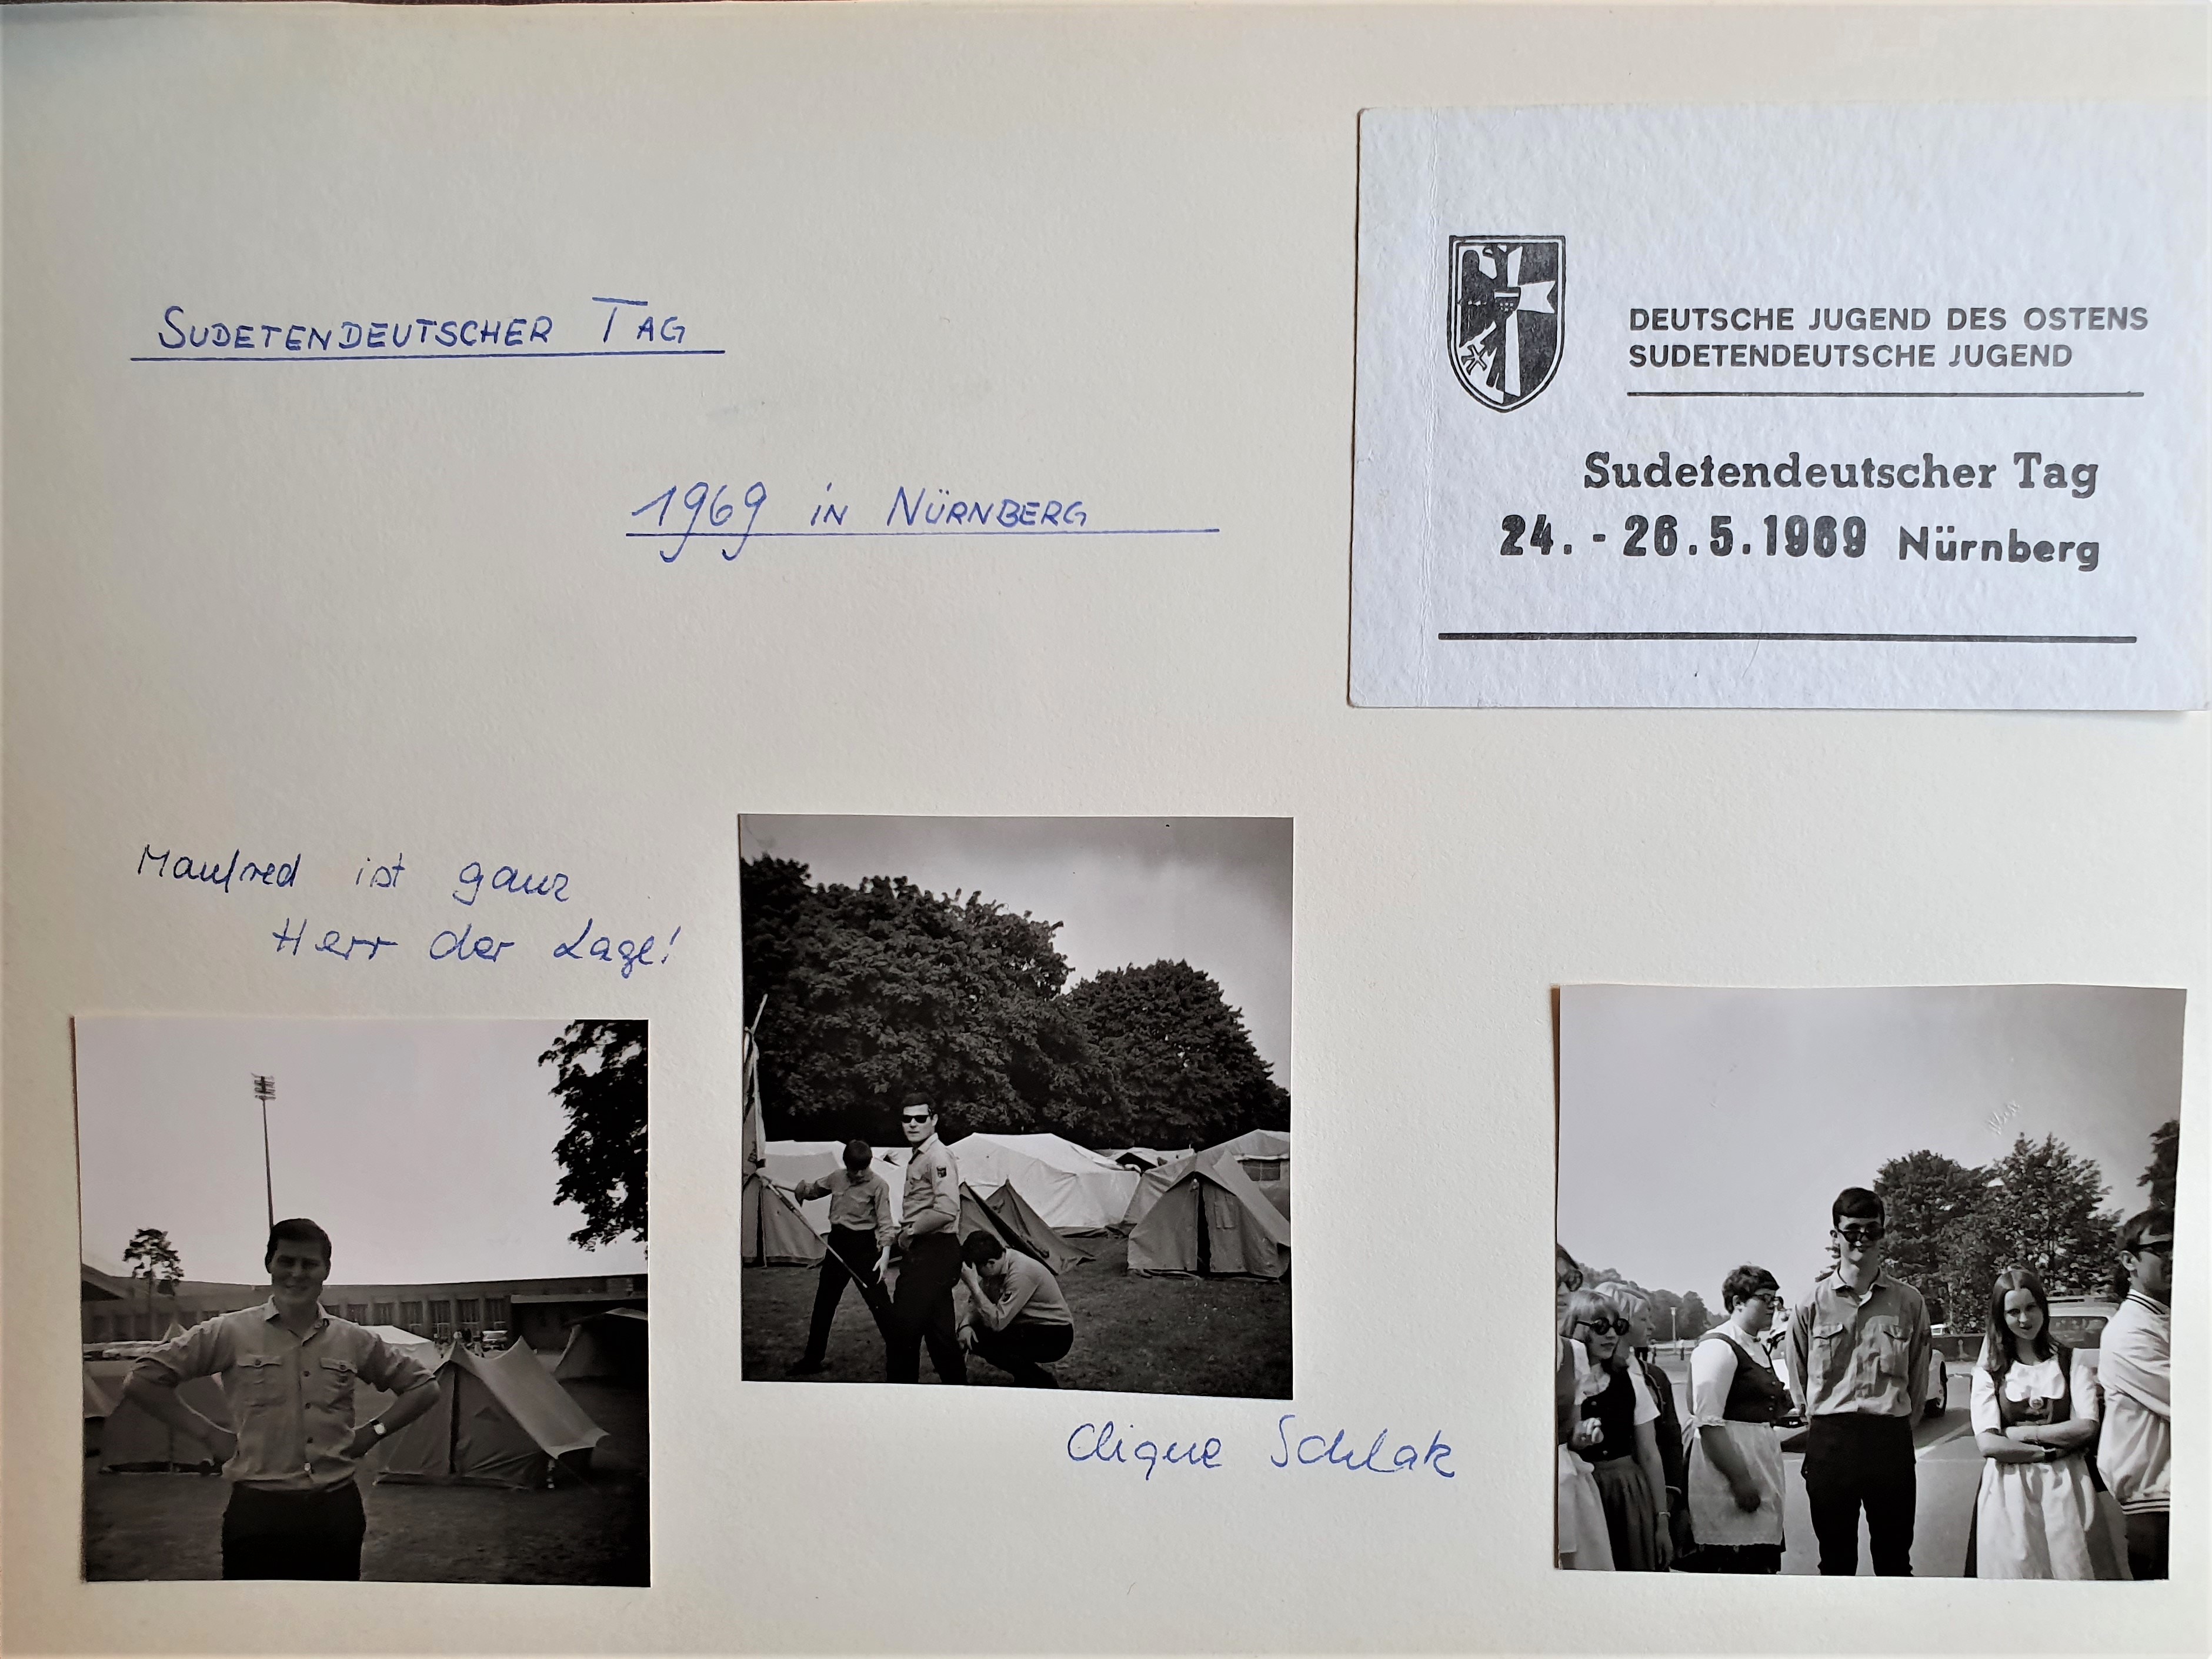 SUDETENDEUTSCHER TAG
1969 in NÜRNBERG
DEUTSCHE JUGEND DES OSTENS
SUDETENDEUTSCHE JUGEND
Sudetendeutscher Tag
24. - 26.5.1969 Nürnberg
Manfred ist ganz
Herr der Lage!
Clique Schlak